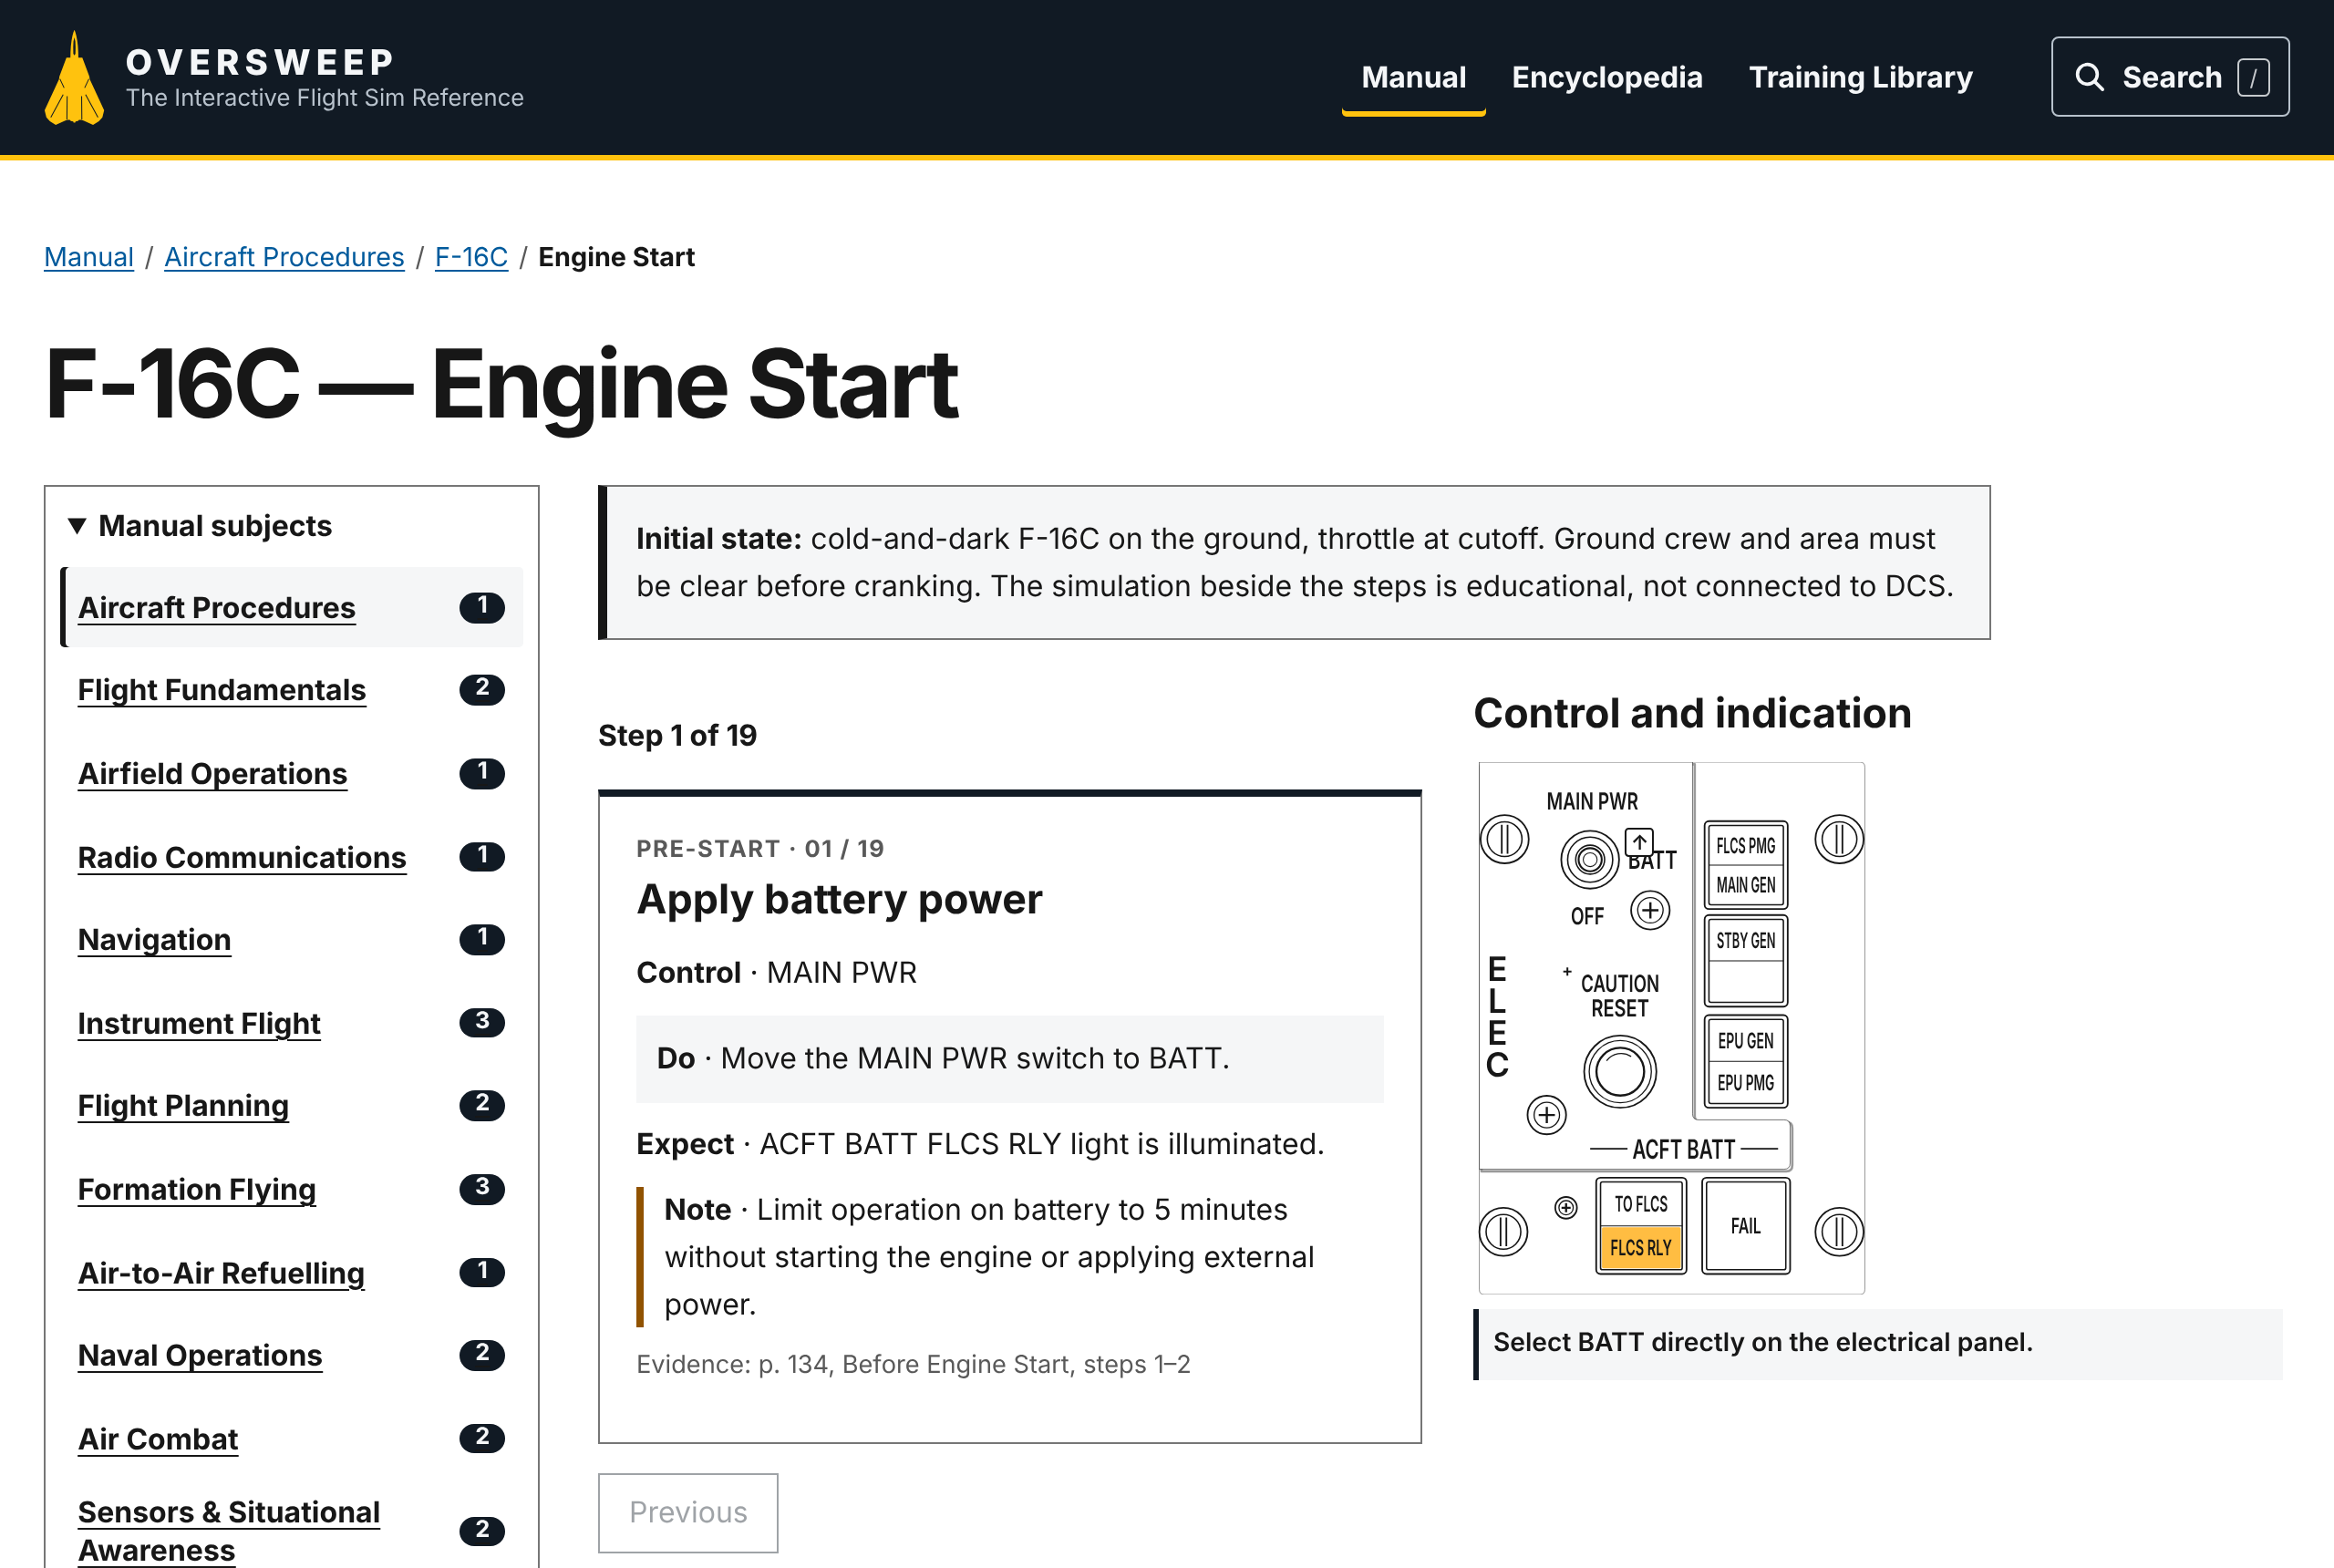 OVERSWEEP
The Interactive Flight Sim Reference
Manual
Encyclopedia
Training Library
Search /
Manual / Aircraft Procedures / F-16C / Engine Start
F-16C — Engine Start
▼ Manual subjects
Aircraft Procedures 1
Flight Fundamentals 2
Airfield Operations 1
Radio Communications 1
Navigation 1
Instrument Flight 3
Flight Planning 2
Formation Flying 3
Air-to-Air Refuelling 1
Naval Operations 2
Air Combat 2
Sensors & Situational
Awareness 2
Initial state: cold-and-dark F-16C on the ground, throttle at cutoff. Ground crew and area must
be clear before cranking. The simulation beside the steps is educational, not connected to DCS.
Step 1 of 19
PRE-START · 01 / 19
Apply battery power
Control · MAIN PWR
Do · Move the MAIN PWR switch to BATT.
Expect · ACFT BATT FLCS RLY light is illuminated.
Note · Limit operation on battery to 5 minutes
without starting the engine or applying external
power.
Evidence: p. 134, Before Engine Start, steps 1–2
Previous
Control and indication
MAIN PWR
BATT
OFF
ELEC
CAUTION
RESET
FLCS PMG
MAIN GEN
STBY GEN
EPU GEN
EPU PMG
ACFT BATT
TO FLCS
FLCS RLY
FAIL
Select BATT directly on the electrical panel.